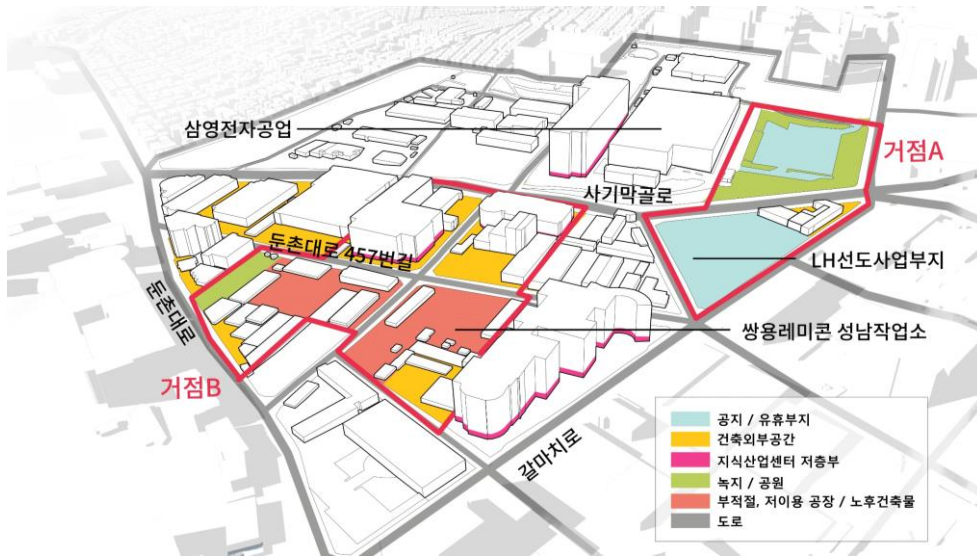 삼영전자공업
거점A
사기막골로
둔촌대로 457번길
LH선도사업부지
둔촌대로
쌍용레미콘 성남작업소
거점B
갈마치로
공지 / 유휴부지
건축외부공간
지식산업센터 저층부
녹지 / 공원
부적절, 저이용 공장 / 노후건축물
도로